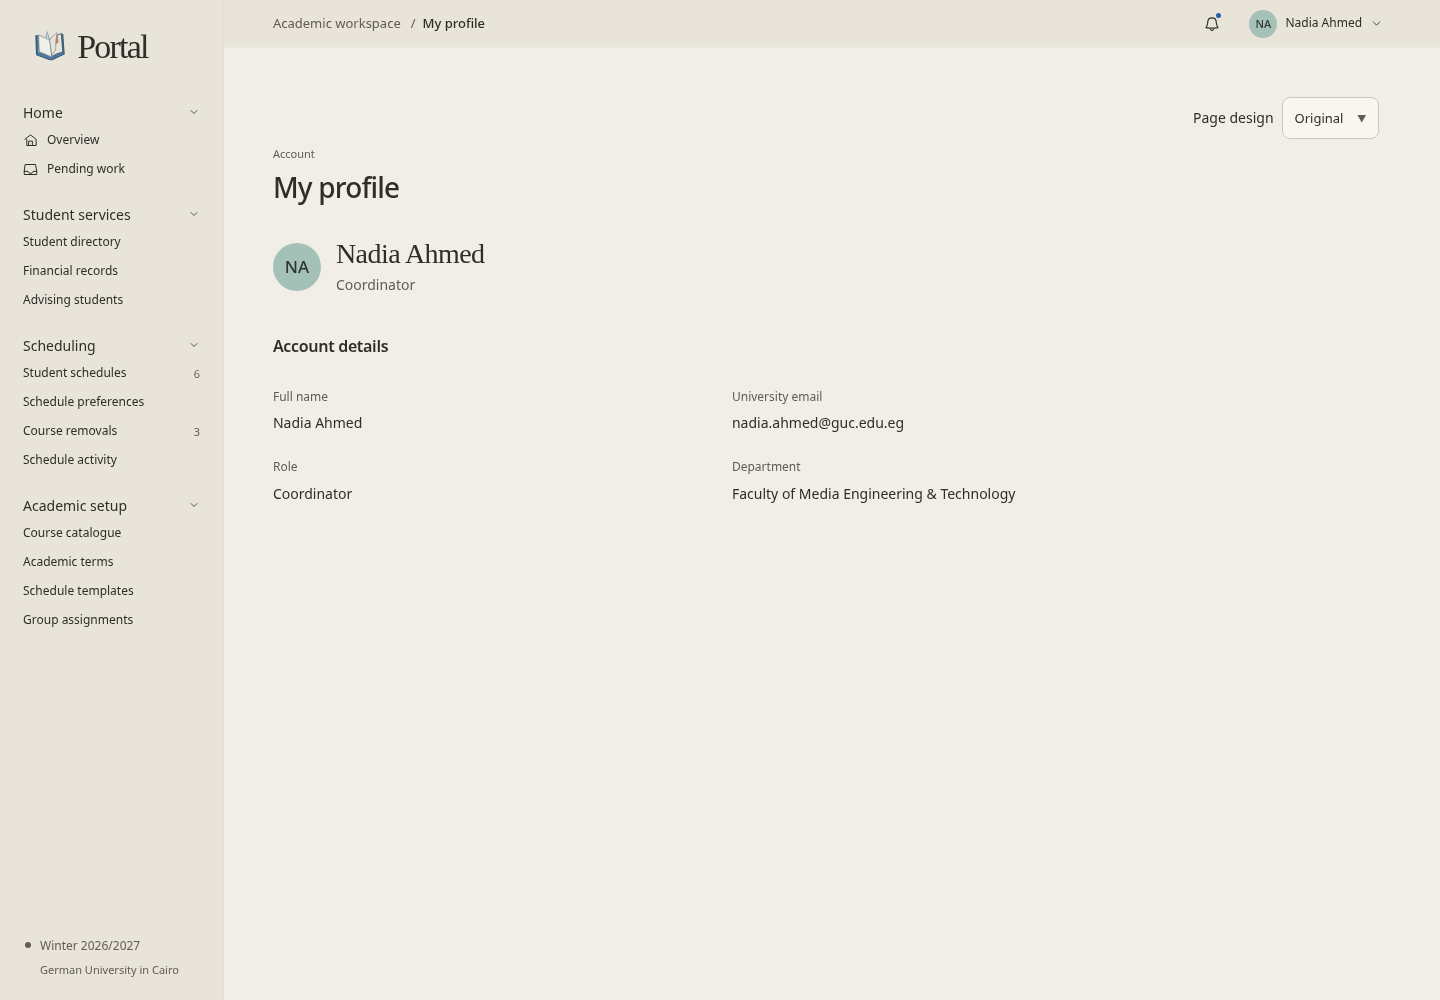 Portal
Home
Overview
Pending work
Student services
Student directory
Financial records
Advising students
Scheduling
Student schedules 6
Schedule preferences
Course removals 3
Schedule activity
Academic setup
Course catalogue
Academic terms
Schedule templates
Group assignments
Winter 2026/2027
German University in Cairo
Academic workspace / My profile
NA Nadia Ahmed
Page design Original
Account
My profile
NA
Nadia Ahmed
Coordinator
Account details
Full name
Nadia Ahmed
University email
nadia.ahmed@guc.edu.eg
Role
Coordinator
Department
Faculty of Media Engineering & Technology